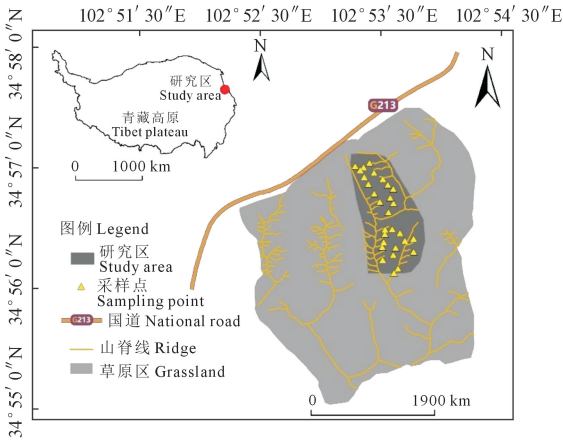 102°51′30″E 102°52′0″E 102°53′30″E 102°54′30″E
34°58′0″N
34°57′0″N
34°56′0″N
34°55′0″N
N
N
研究区
Study area
青藏高原
Tibet plateau
0 1000 km
G213
图例 Legend
研究区
Study area
采样点
Sampling point
G213 国道 National road
山脊线 Ridge
草原区 Grassland
0 1900 km